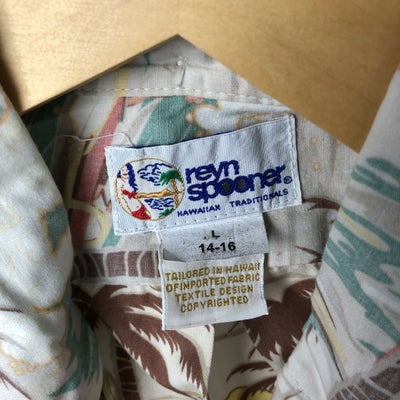 reyn
spooner®
HAWAIIAN TRADITIONALS
L
14-16
TAILORED IN HAWAII
OF IMPORTED FABRIC
TEXTILE DESIGN
COPYRIGHTED